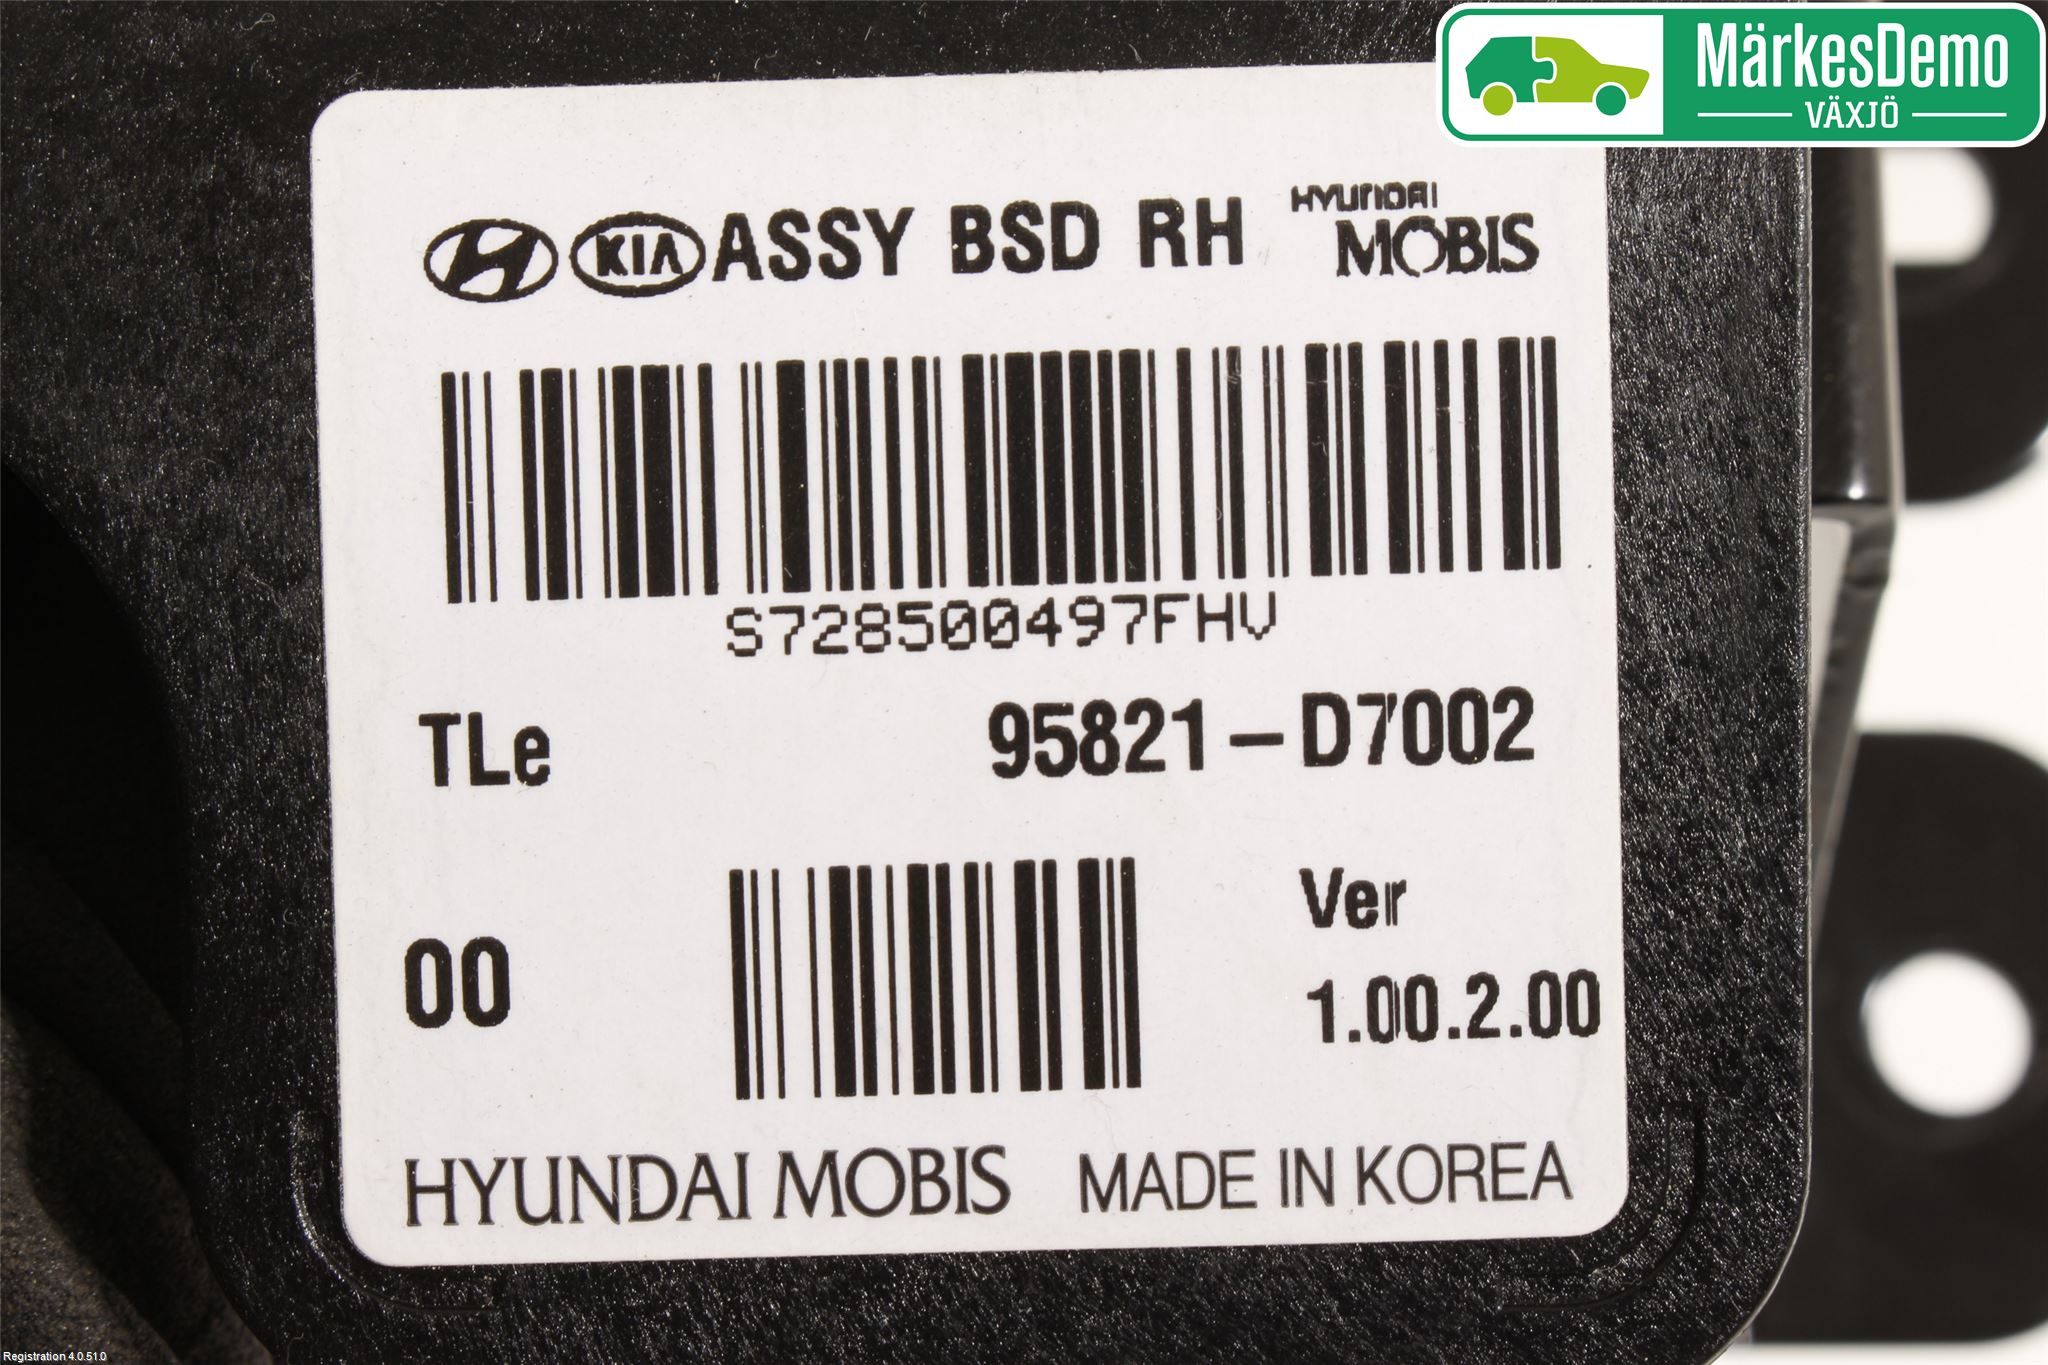 MärkesDemo
VÄXJÖ
KIA ASSY BSD RH HYUNDAI MOBIS
S728500497FHV
TLe 95821-D7002
00 Ver
1.00.2.00
HYUNDAI MOBIS MADE IN KOREA
Registration 4.0.51.0